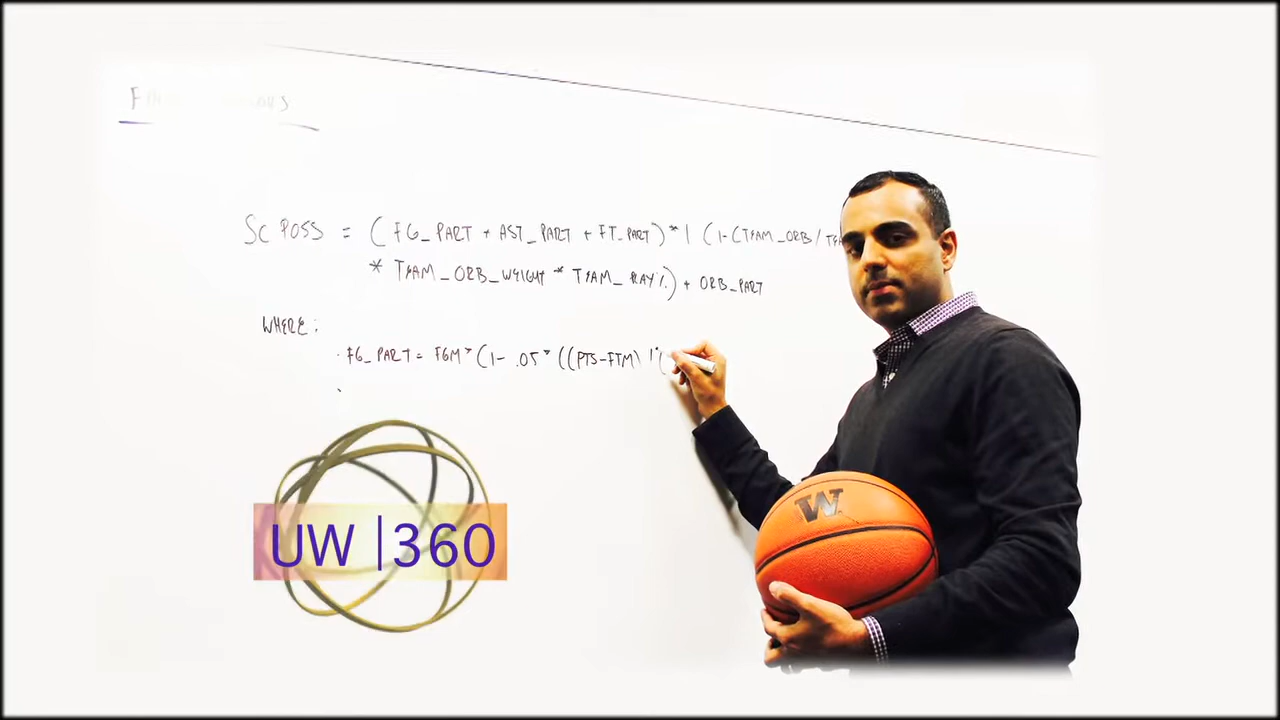 SC POSS = ( FG_PART + AST_PART + FT_PART) * | (1-(TEAM_ORB /
* TEAM_ORB_WEIGHT * TEAM_PLAY%) + ORB_PART
WHERE:
· FG_PART = FGM * (1- .05 * ((PTS-FTM)
UW | 360
W